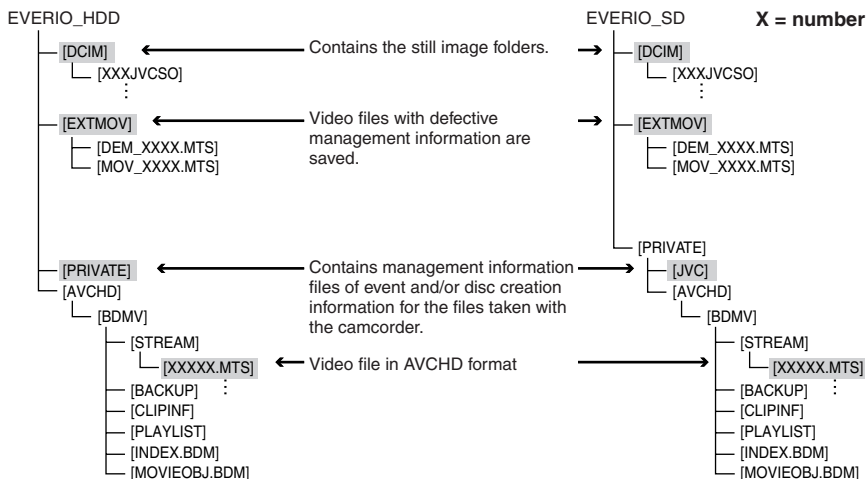 EVERIO_HDD
[DCIM]
[XXXJVCSO]
[EXTMOV]
[DEM_XXXX.MTS]
[MOV_XXXX.MTS]
[PRIVATE]
[AVCHD]
[BDMV]
[STREAM]
[XXXXX.MTS]
[BACKUP]
[CLIPINF]
[PLAYLIST]
[INDEX.BDM]
[MOVIEOBJ.BDM]
Contains the still image folders.
Video files with defective
management information are
saved.
Contains management information
files of event and/or disc creation
information for the files taken with
the camcorder.
Video file in AVCHD format
EVERIO_SD
X = number
[DCIM]
[XXXJVCSO]
[EXTMOV]
[DEM_XXXX.MTS]
[MOV_XXXX.MTS]
[PRIVATE]
[JVC]
[AVCHD]
[BDMV]
[STREAM]
[XXXXX.MTS]
[BACKUP]
[CLIPINF]
[PLAYLIST]
[INDEX.BDM]
[MOVIEOBJ.BDM]